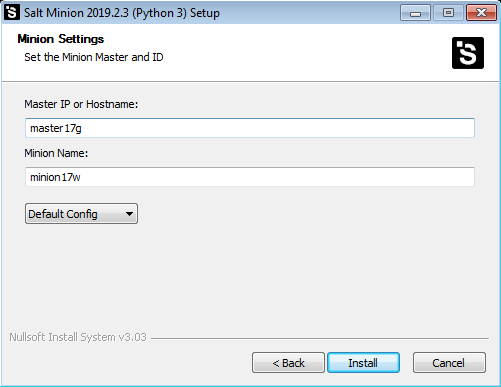 Salt Minion 2019.2.3 (Python 3) Setup
Minion Settings
Set the Minion Master and ID
Master IP or Hostname:
master17g
Minion Name:
minion17w
Default Config
Nullsoft Install System v3.03
< Back
Install
Cancel